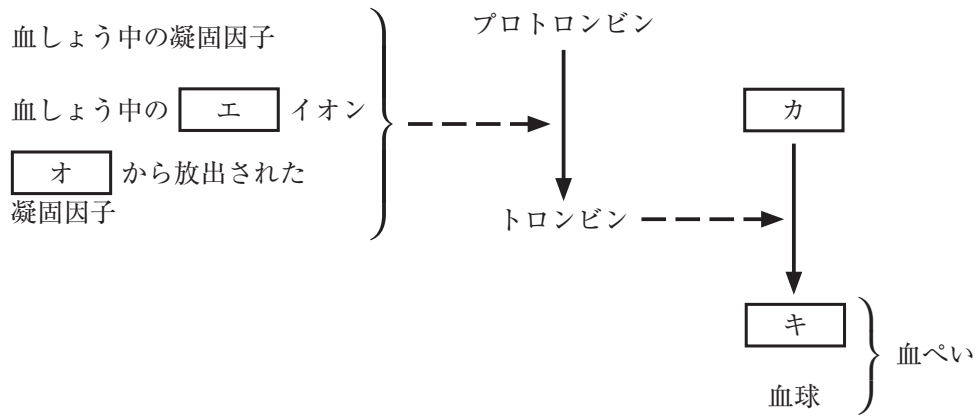 血しょう中の凝固因子
血しょう中の エ イオン
オ から放出された
凝固因子
プロトロンビン
トロンビン
カ
キ
血球
血ぺい